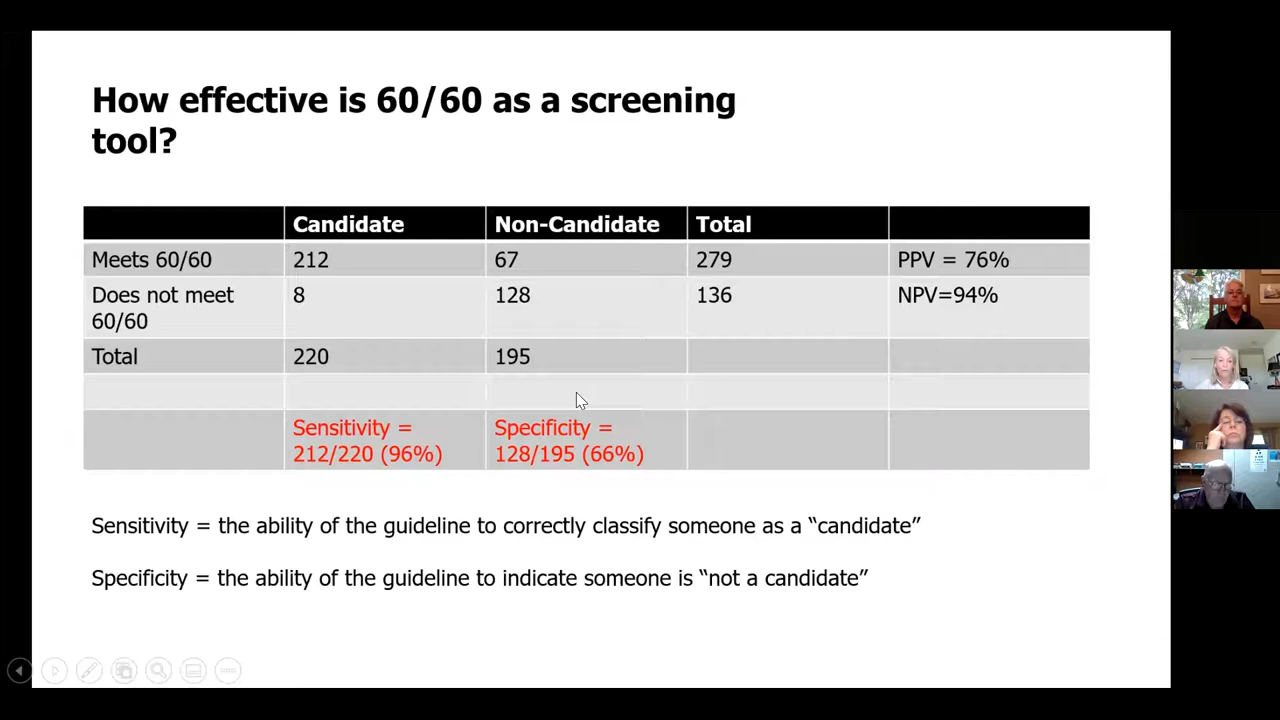 How effective is 60/60 as a screening
tool?
Candidate Non-Candidate Total
Meets 60/60 212 67 279 PPV = 76%
Does not meet 8 128 136 NPV=94%
60/60
Total 220 195
Sensitivity = Specificity =
212/220 (96%) 128/195 (66%)
Sensitivity = the ability of the guideline to correctly classify someone as a “candidate”
Specificity = the ability of the guideline to indicate someone is “not a candidate”